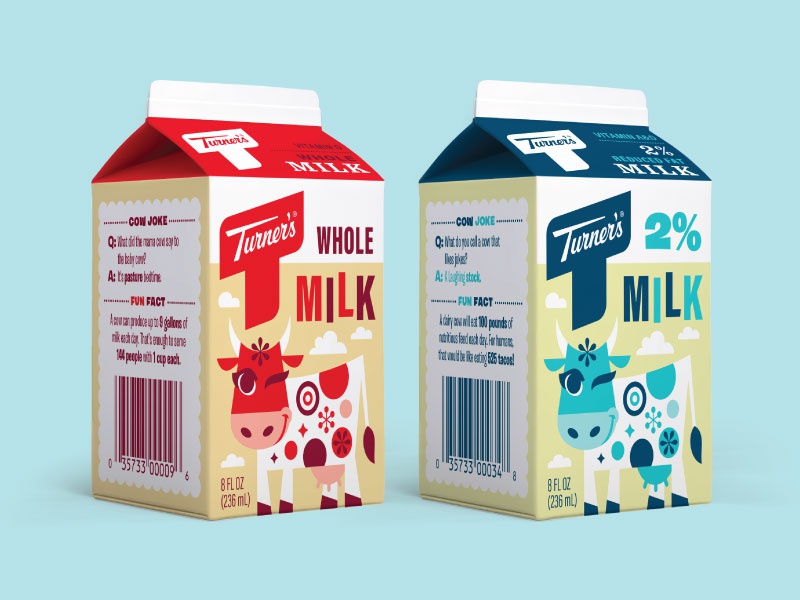 Turner's
VITAMIN D
WHOLE
MILK
COW JOKE
Q: What did the mama cow say to
the baby cow?
A: It's pasture bedtime.
FUN FACT
A cow can produce up to 9 gallons of
milk each day. That's enough to serve
144 people with 1 cup each.
0 35733 00009 6
Turner's®
WHOLE
MILK
8 FL OZ
(236 mL)
Turner's
VITAMIN A&D
2%
REDUCED FAT
MILK
COW JOKE
Q: What do you call a cow that
likes jokes?
A: A laughing stock.
FUN FACT
A dairy cow will eat 100 pounds of
nutritious feed each day. For humans,
that would be like eating 525 tacos!
0 35733 00034 8
Turner's®
2%
MILK
8 FL OZ
(236 mL)